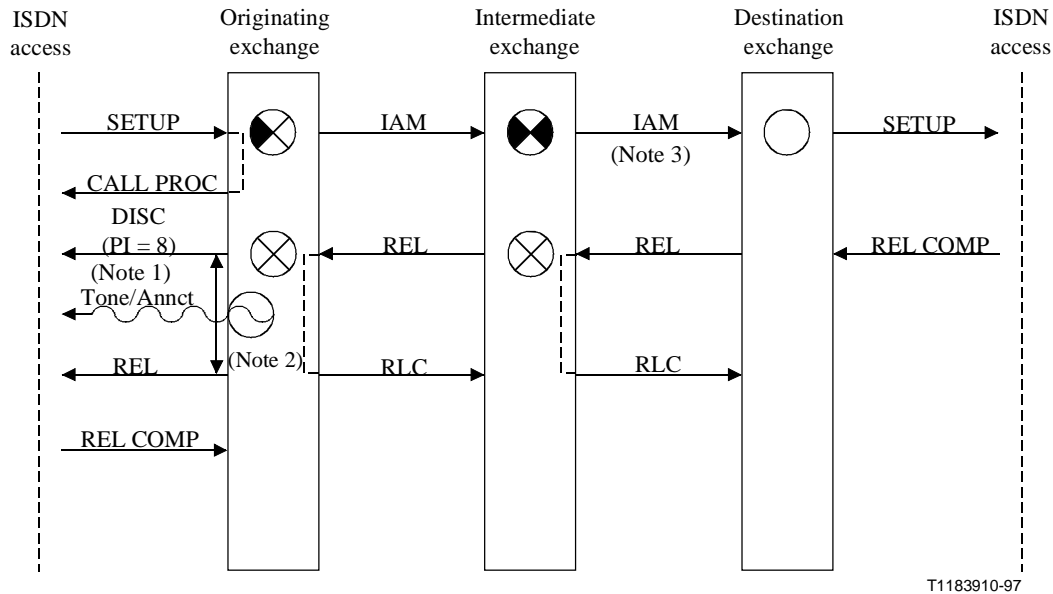 ISDN
access
Originating
exchange
Intermediate
exchange
Destination
exchange
ISDN
access
SETUP
IAM
IAM
(Note 3)
SETUP
CALL PROC
DISC
(PI = 8)
(Note 1)
Tone/Annct
REL
REL
REL COMP
REL
(Note 2)
RLC
RLC
REL COMP
T1183910-97